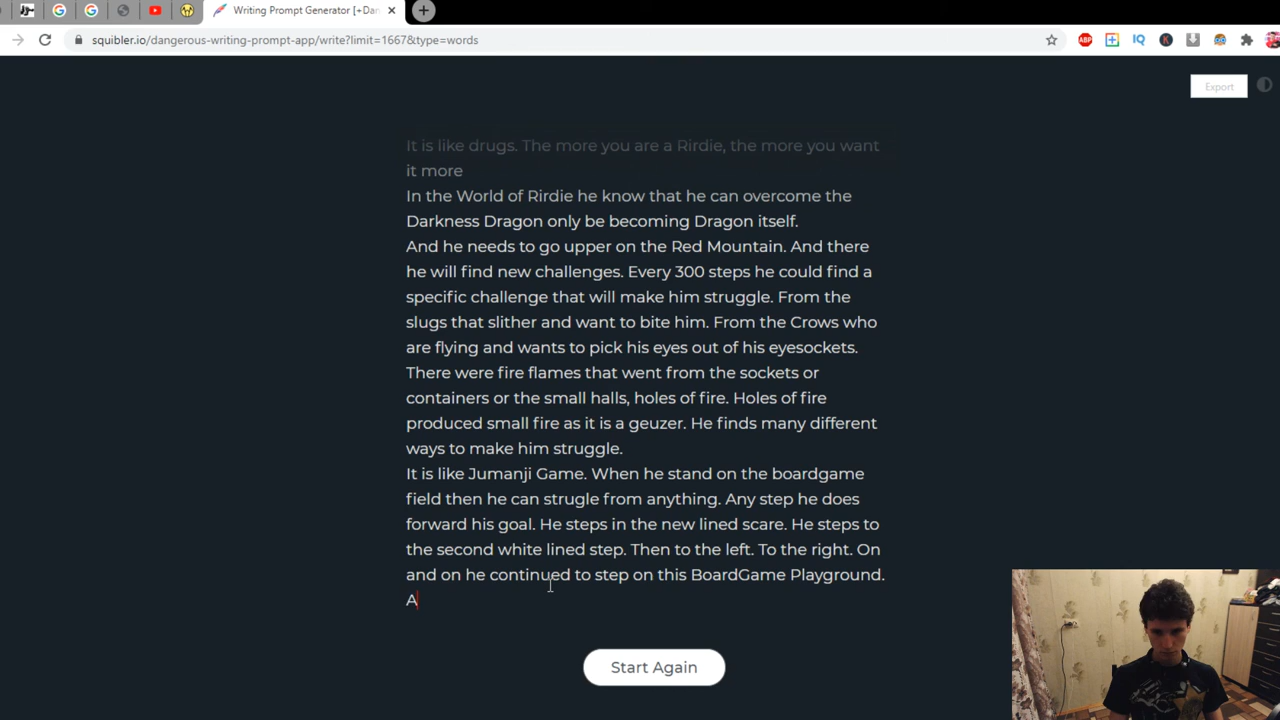 Writing Prompt Generator [+Dan
squibler.io/dangerous-writing-prompt-app/write?limit=1667&type=words
ABP
IQ
K
Export
It is like drugs. The more you are a Rirdie, the more you want
it more
In the World of Rirdie he know that he can overcome the
Darkness Dragon only be becoming Dragon itself.
And he needs to go upper on the Red Mountain. And there
he will find new challenges. Every 300 steps he could find a
specific challenge that will make him struggle. From the
slugs that slither and want to bite him. From the Crows who
are flying and wants to pick his eyes out of his eyesockets.
There were fire flames that went from the sockets or
containers or the small halls, holes of fire. Holes of fire
produced small fire as it is a geuzer. He finds many different
ways to make him struggle.
It is like Jumanji Game. When he stand on the boardgame
field then he can strugle from anything. Any step he does
forward his goal. He steps in the new lined scare. He steps to
the second white lined step. Then to the left. To the right. On
and on he continued to step on this BoardGame Playground.
A
Start Again